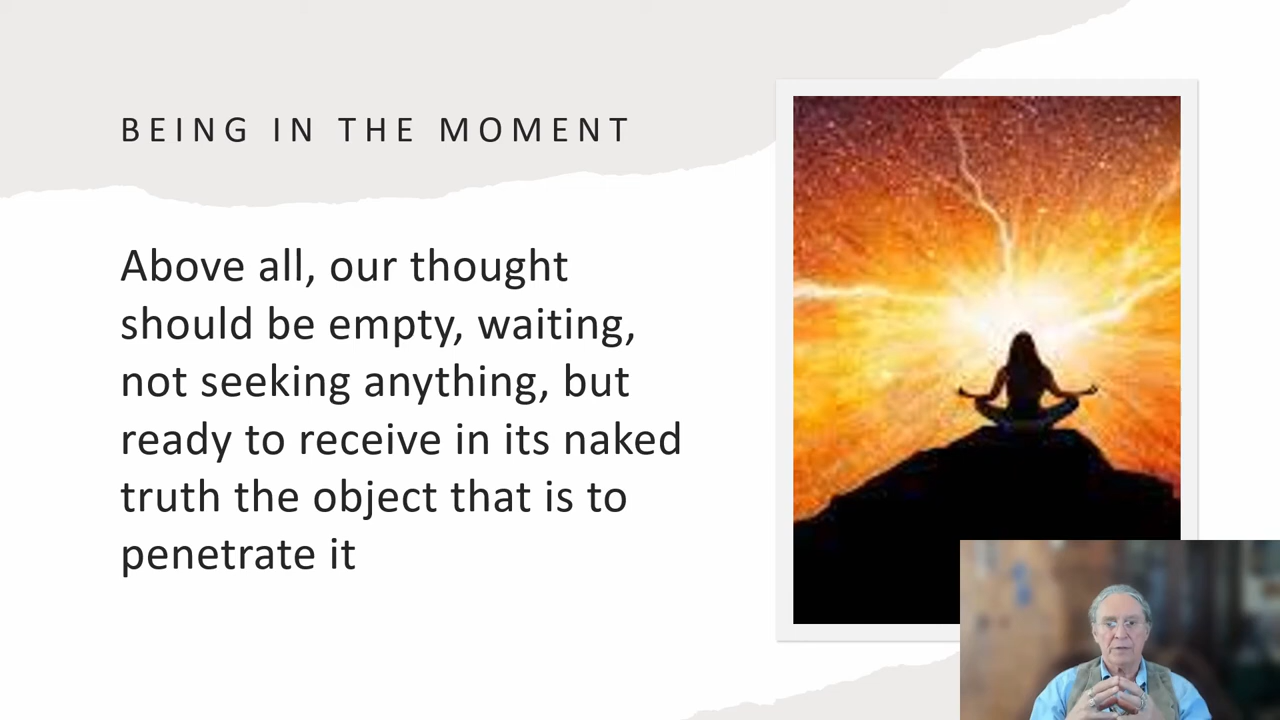 BEING IN THE MOMENT
Above all, our thought
should be empty, waiting,
not seeking anything, but
ready to receive in its naked
truth the object that is to
penetrate it